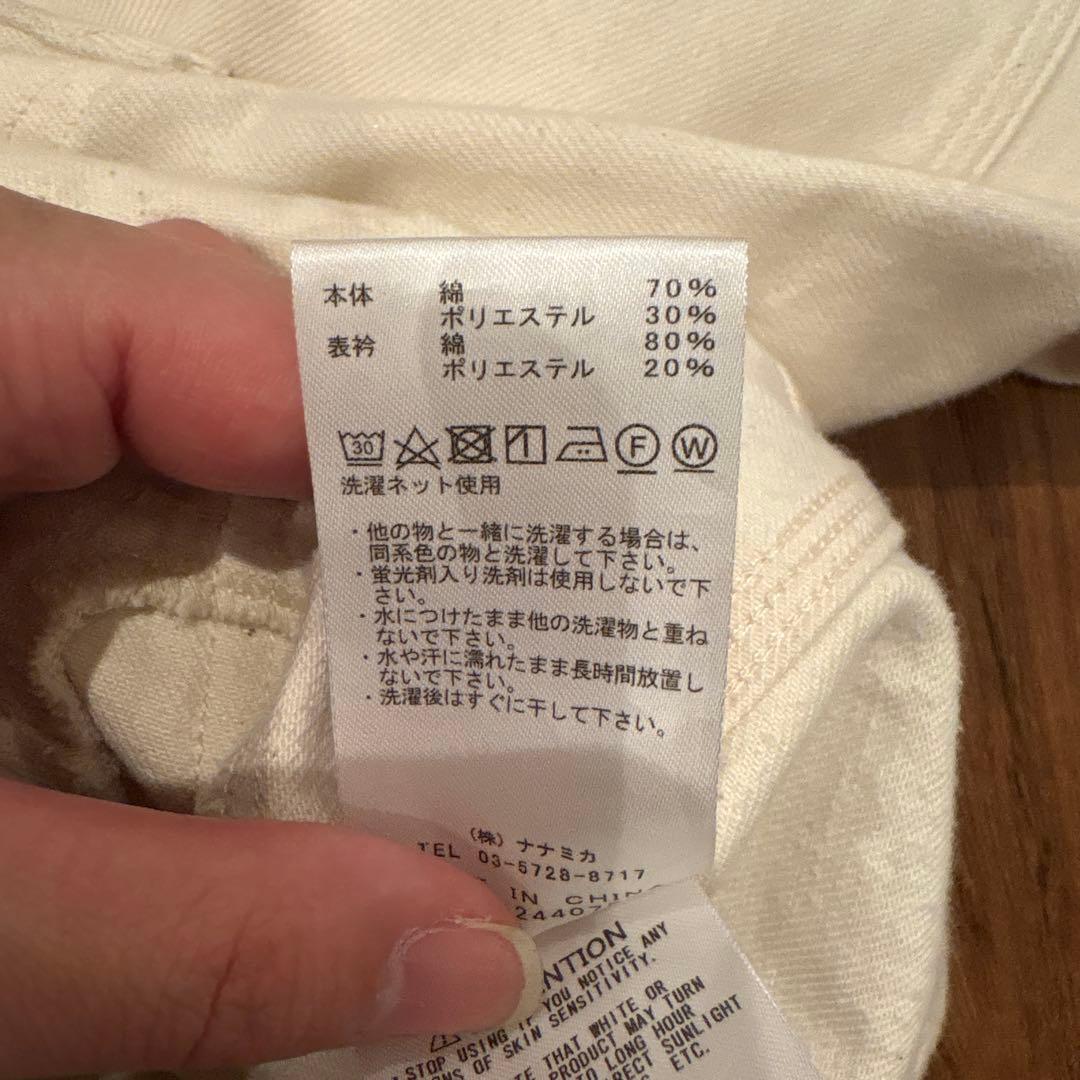 本体 綿 70%
ポリエステル 30%
表衿 綿 80%
ポリエステル 20%
30 F W
洗濯ネット使用
・他の物と一緒に洗濯する場合は、
同系色の物と洗濯して下さい。
・蛍光剤入り洗剤は使用しないで下
さい。
・水につけたまま他の洗濯物と重ね
ないで下さい。
・水や汗に濡れたまま長時間放置し
ないで下さい。
・洗濯後はすぐに干して下さい。
(株) ナナミカ
TEL 03-5728-8717
IN CHINA
NTION
YOU NOTICE ANY
STOP USING IF
OF SKIN SENSITIVITY.
THAT WHITE OR
PRODUCT MAY TURN
TO LONG HOUR
SUNLIGHT
ETC.